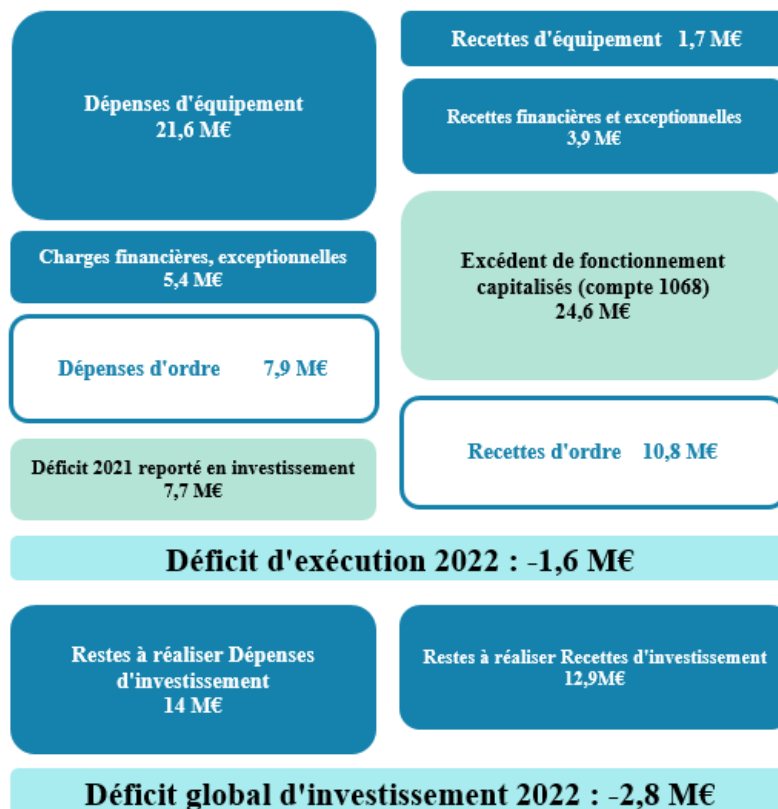 Dépenses d'équipement
21,6 M€
Recettes d'équipement 1,7 M€
Recettes financières et exceptionnelles
3,9 M€
Charges financières, exceptionnelles
5,4 M€
Excédent de fonctionnement
capitalisés (compte 1068)
24,6 M€
Dépenses d'ordre 7,9 M€
Recettes d'ordre 10,8 M€
Déficit 2021 reporté en investissement
7,7 M€
Déficit d'exécution 2022 : -1,6 M€
Restes à réaliser Dépenses
d'investissement
14 M€
Restes à réaliser Recettes d'investissement
12,9M€
Déficit global d'investissement 2022 : -2,8 M€